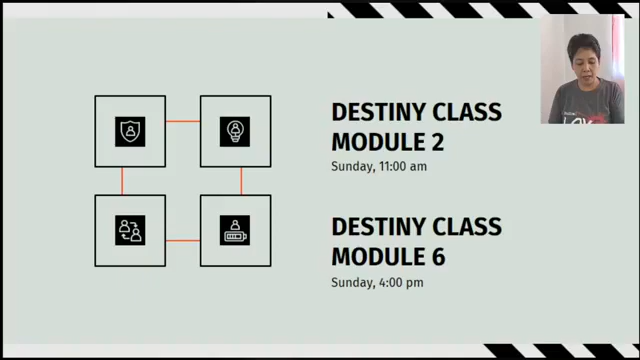 DESTINY CLASS
MODULE 2
Sunday, 11:00 am
DESTINY CLASS
MODULE 6
Sunday, 4:00 pm